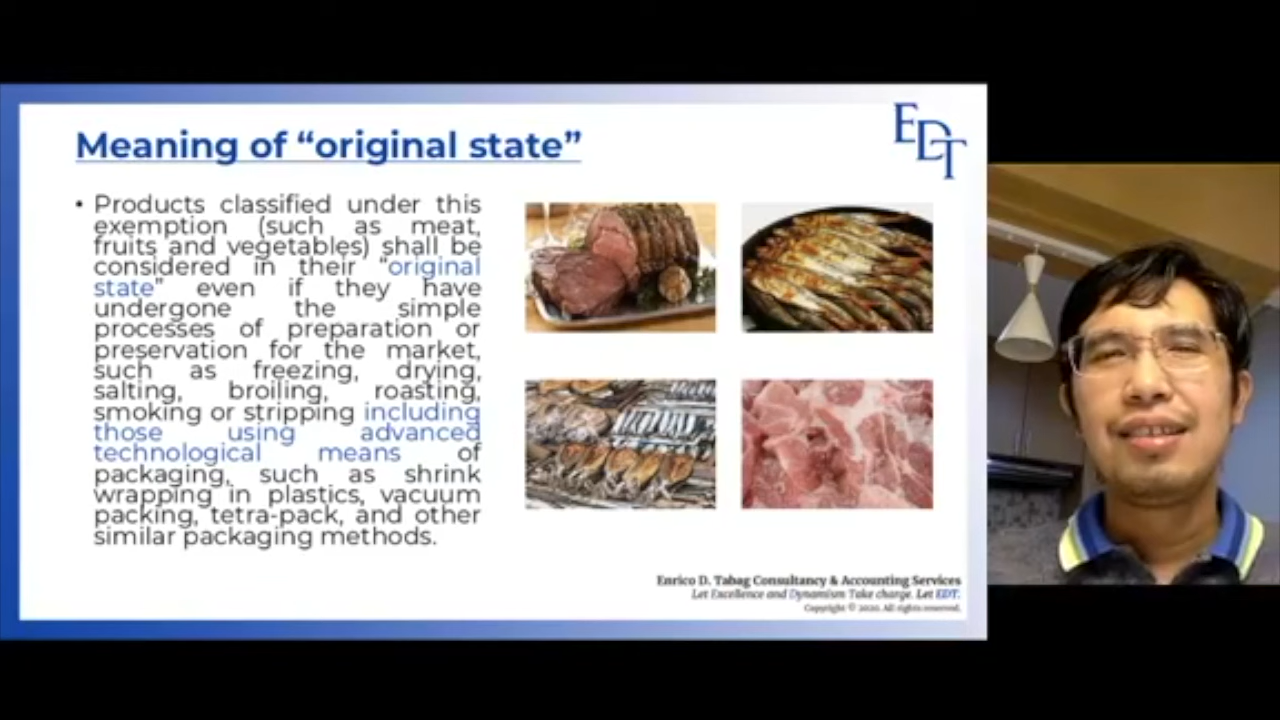 Meaning of “original state”
EDT
• Products classified under this
exemption (such as meat,
fruits and vegetables) shall be
considered in their “original
state” even if they have
undergone the simple
processes of preparation or
preservation for the market,
such as freezing, drying,
salting, broiling, roasting,
smoking or stripping including
those using advanced
technological means of
packaging, such as shrink
wrapping in plastics, vacuum
packing, tetra-pack, and other
similar packaging methods.
Enrico D. Tabag Consultancy & Accounting Services
Let Excellence and Dynamism Take charge. Let EDT.
Copyright © 2020. All rights reserved.